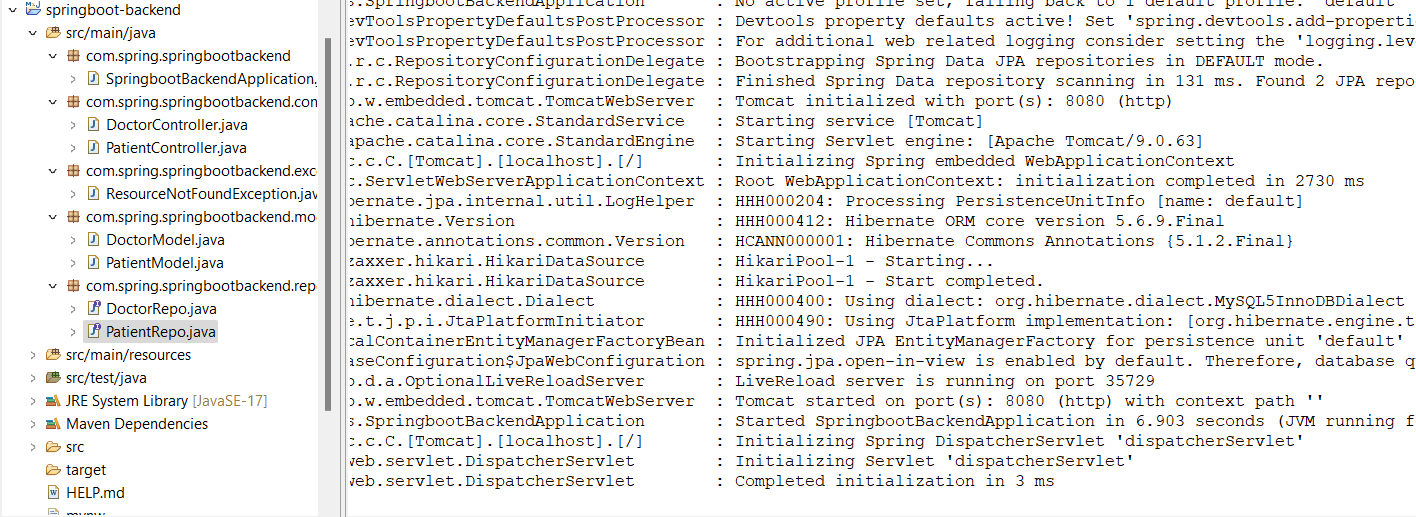 springboot-backend
src/main/java
com.spring.springbootbackend
SpringbootBackendApplication.
com.spring.springbootbackend.con
DoctorController.java
PatientController.java
com.spring.springbootbackend.exc
ResourceNotFoundException.jav
com.spring.springbootbackend.mo
DoctorModel.java
PatientModel.java
com.spring.springbootbackend.rep
DoctorRepo.java
PatientRepo.java
src/main/resources
src/test/java
JRE System Library [JavaSE-17]
Maven Dependencies
src
target
HELP.md
s.SpringbootBackendApplication : No active profile set, falling back to 1 default profile: "default"
evToolsPropertyDefaultsPostProcessor : Devtools property defaults active! Set 'spring.devtools.add-properti
evToolsPropertyDefaultsPostProcessor : For additional web related logging consider setting the 'logging.lev
.r.c.RepositoryConfigurationDelegate : Bootstrapping Spring Data JPA repositories in DEFAULT mode.
.r.c.RepositoryConfigurationDelegate : Finished Spring Data repository scanning in 131 ms. Found 2 JPA repo
o.w.embedded.tomcat.TomcatWebServer : Tomcat initialized with port(s): 8080 (http)
ache.catalina.core.StandardService : Starting service [Tomcat]
apache.catalina.core.StandardEngine : Starting Servlet engine: [Apache Tomcat/9.0.63]
c.c.C.[Tomcat].[localhost].[/] : Initializing Spring embedded WebApplicationContext
c.ServletWebServerApplicationContext : Root WebApplicationContext: initialization completed in 2730 ms
bernate.jpa.internal.util.LogHelper : HHH000204: Processing PersistenceUnitInfo [name: default]
hibernate.Version : HHH000412: Hibernate ORM core version 5.6.9.Final
bernate.annotations.common.Version : HCANN000001: Hibernate Commons Annotations {5.1.2.Final}
zaxxer.hikari.HikariDataSource : HikariPool-1 - Starting...
zaxxer.hikari.HikariDataSource : HikariPool-1 - Start completed.
hibernate.dialect.Dialect : HHH000400: Using dialect: org.hibernate.dialect.MySQL5InnoDBDialect
e.t.j.p.i.JtaPlatformInitiator : HHH000490: Using JtaPlatform implementation: [org.hibernate.engine.t
calContainerEntityManagerFactoryBean : Initialized JPA EntityManagerFactory for persistence unit 'default'
aseConfiguration$JpaWebConfiguration : spring.jpa.open-in-view is enabled by default. Therefore, database q
o.d.a.OptionalLiveReloadServer : LiveReload server is running on port 35729
o.w.embedded.tomcat.TomcatWebServer : Tomcat started on port(s): 8080 (http) with context path ''
s.SpringbootBackendApplication : Started SpringbootBackendApplication in 6.903 seconds (JVM running f
c.c.C.[Tomcat].[localhost].[/] : Initializing Spring DispatcherServlet 'dispatcherServlet'
web.servlet.DispatcherServlet : Initializing Servlet 'dispatcherServlet'
web.servlet.DispatcherServlet : Completed initialization in 3 ms